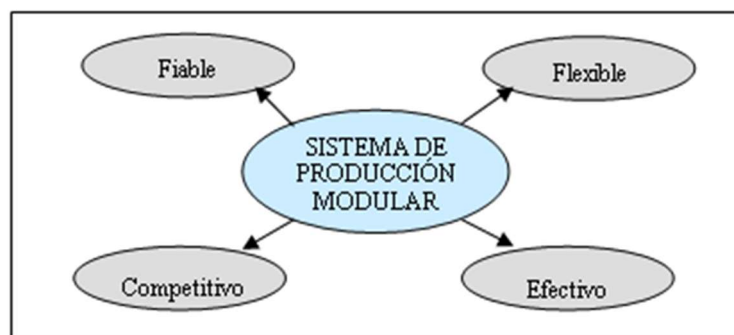 Fiable
Flexible
SISTEMA DE
PRODUCCIÓN
MODULAR
Competitivo
Efectivo